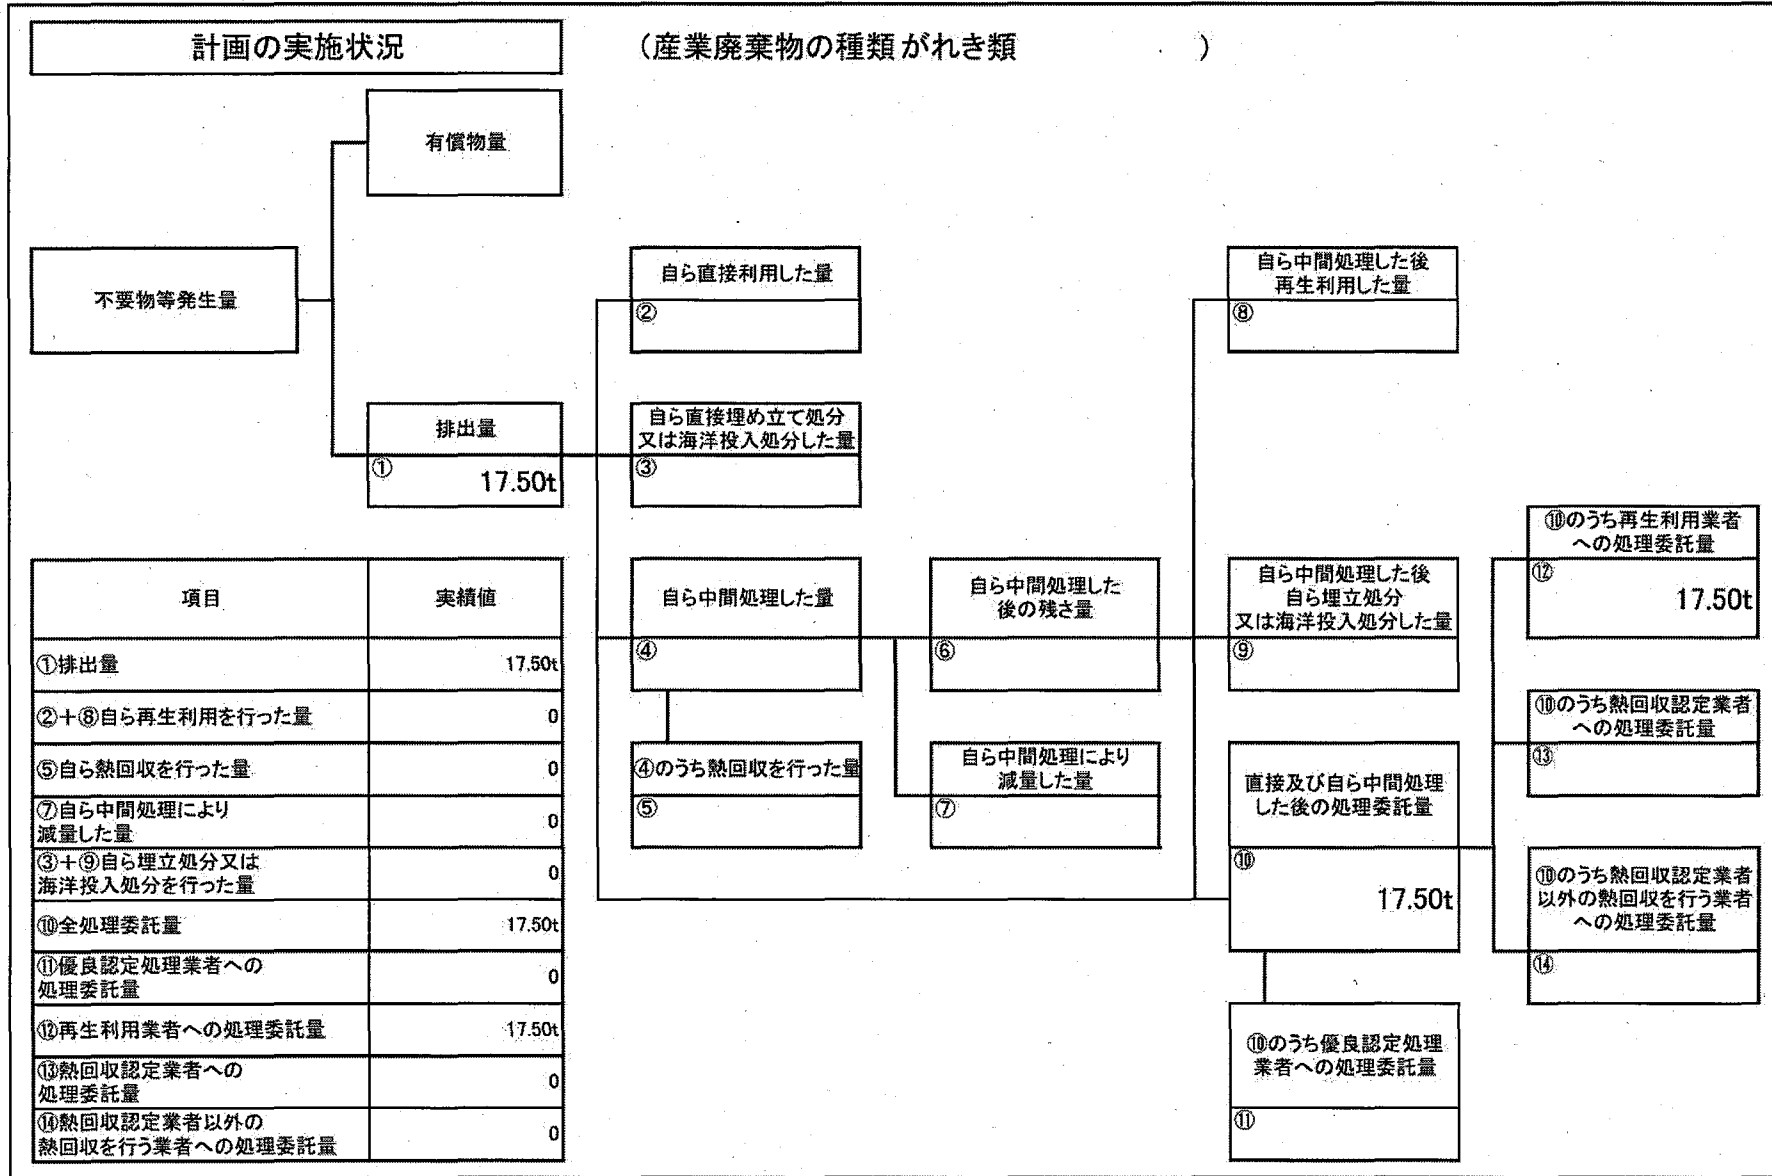 計画の実施状況
（産業廃棄物の種類 がれき類 ）
有償物量
不要物等発生量
排出量
①
17.50t
自ら直接利用した量
②
自ら直接埋め立て処分
又は海洋投入処分した量
③
自ら中間処理した量
④
④のうち熱回収を行った量
⑤
自ら中間処理した
後の残さ量
⑥
自ら中間処理により
減量した量
⑦
自ら中間処理した後
再生利用した量
⑧
自ら中間処理した後
自ら埋立処分
又は海洋投入処分した量
⑨
直接及び自ら中間処理
した後の処理委託量
⑩
17.50t
⑩のうち優良認定処理
業者への処理委託量
⑪
⑩のうち再生利用業者
への処理委託量
⑫
17.50t
⑩のうち熱回収認定業者
への処理委託量
⑬
⑩のうち熱回収認定業者
以外の熱回収を行う業者
への処理委託量
⑭
項目 実績値
①排出量 17.50t
②＋⑧自ら再生利用を行った量 0
⑤自ら熱回収を行った量 0
⑦自ら中間処理により
減量した量 0
③＋⑨自ら埋立処分又は
海洋投入処分を行った量 0
⑩全処理委託量 17.50t
⑪優良認定処理業者への
処理委託量 0
⑫再生利用業者への処理委託量 17.50t
⑬熱回収認定業者への
処理委託量 0
⑭熱回収認定業者以外の
熱回収を行う業者への処理委託量 0